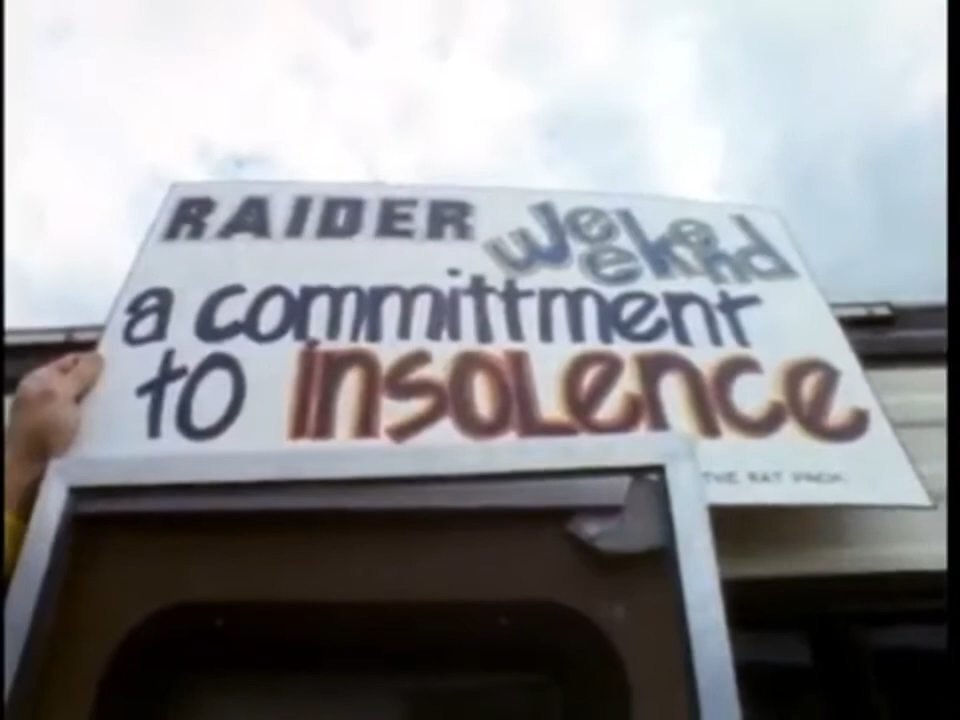 RAIDER weekend
a committment
to insolence
THE RAT PACK